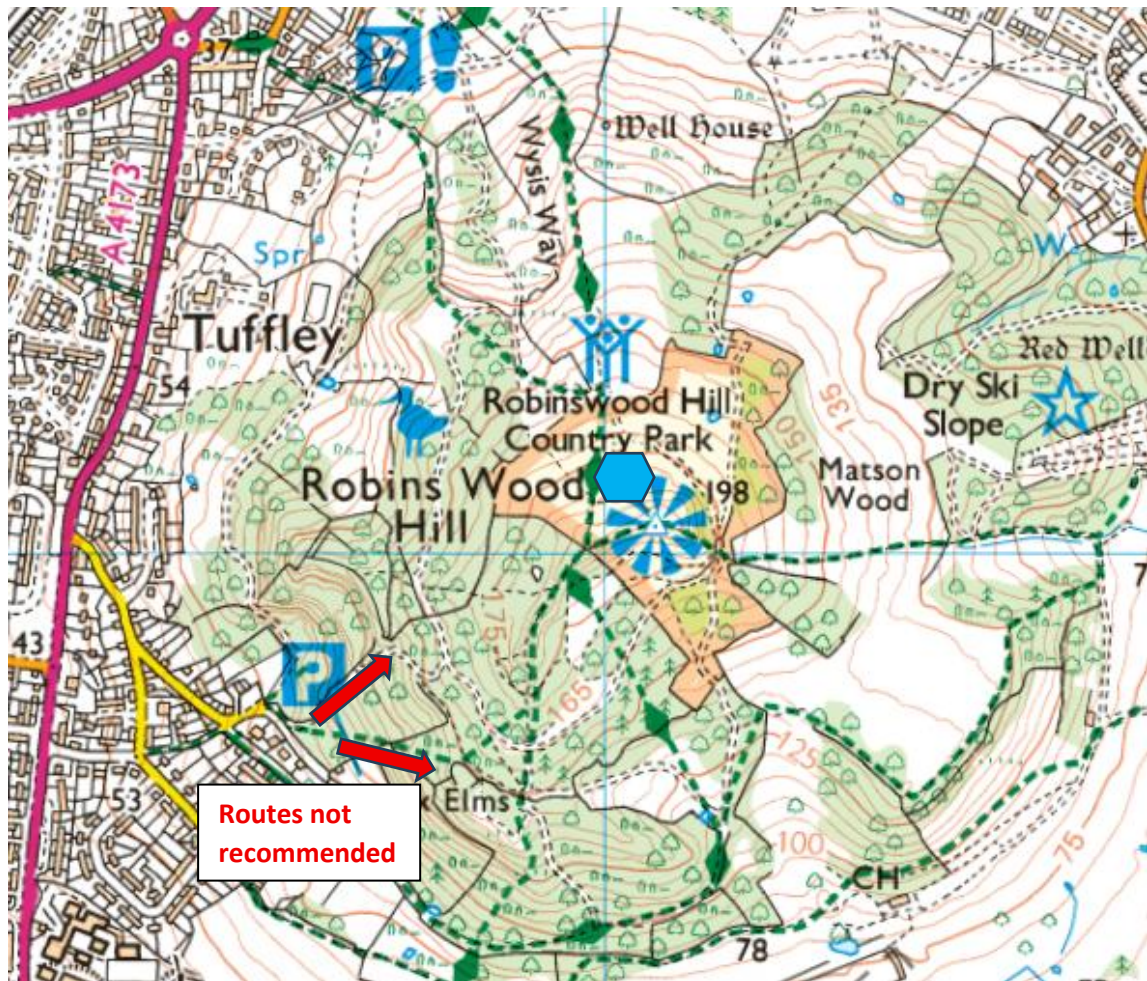 37
Well House
Wysis Way
A 4173
Spr
W
Tuffley
Red Well
Dry Ski
Slope
54
135
150
Robinswood Hill
Country Park
Robins Wood
Hill
198
Matson
Wood
7
175
43
165
125
Elms
53
Routes not
recommended
100
75
CH
78